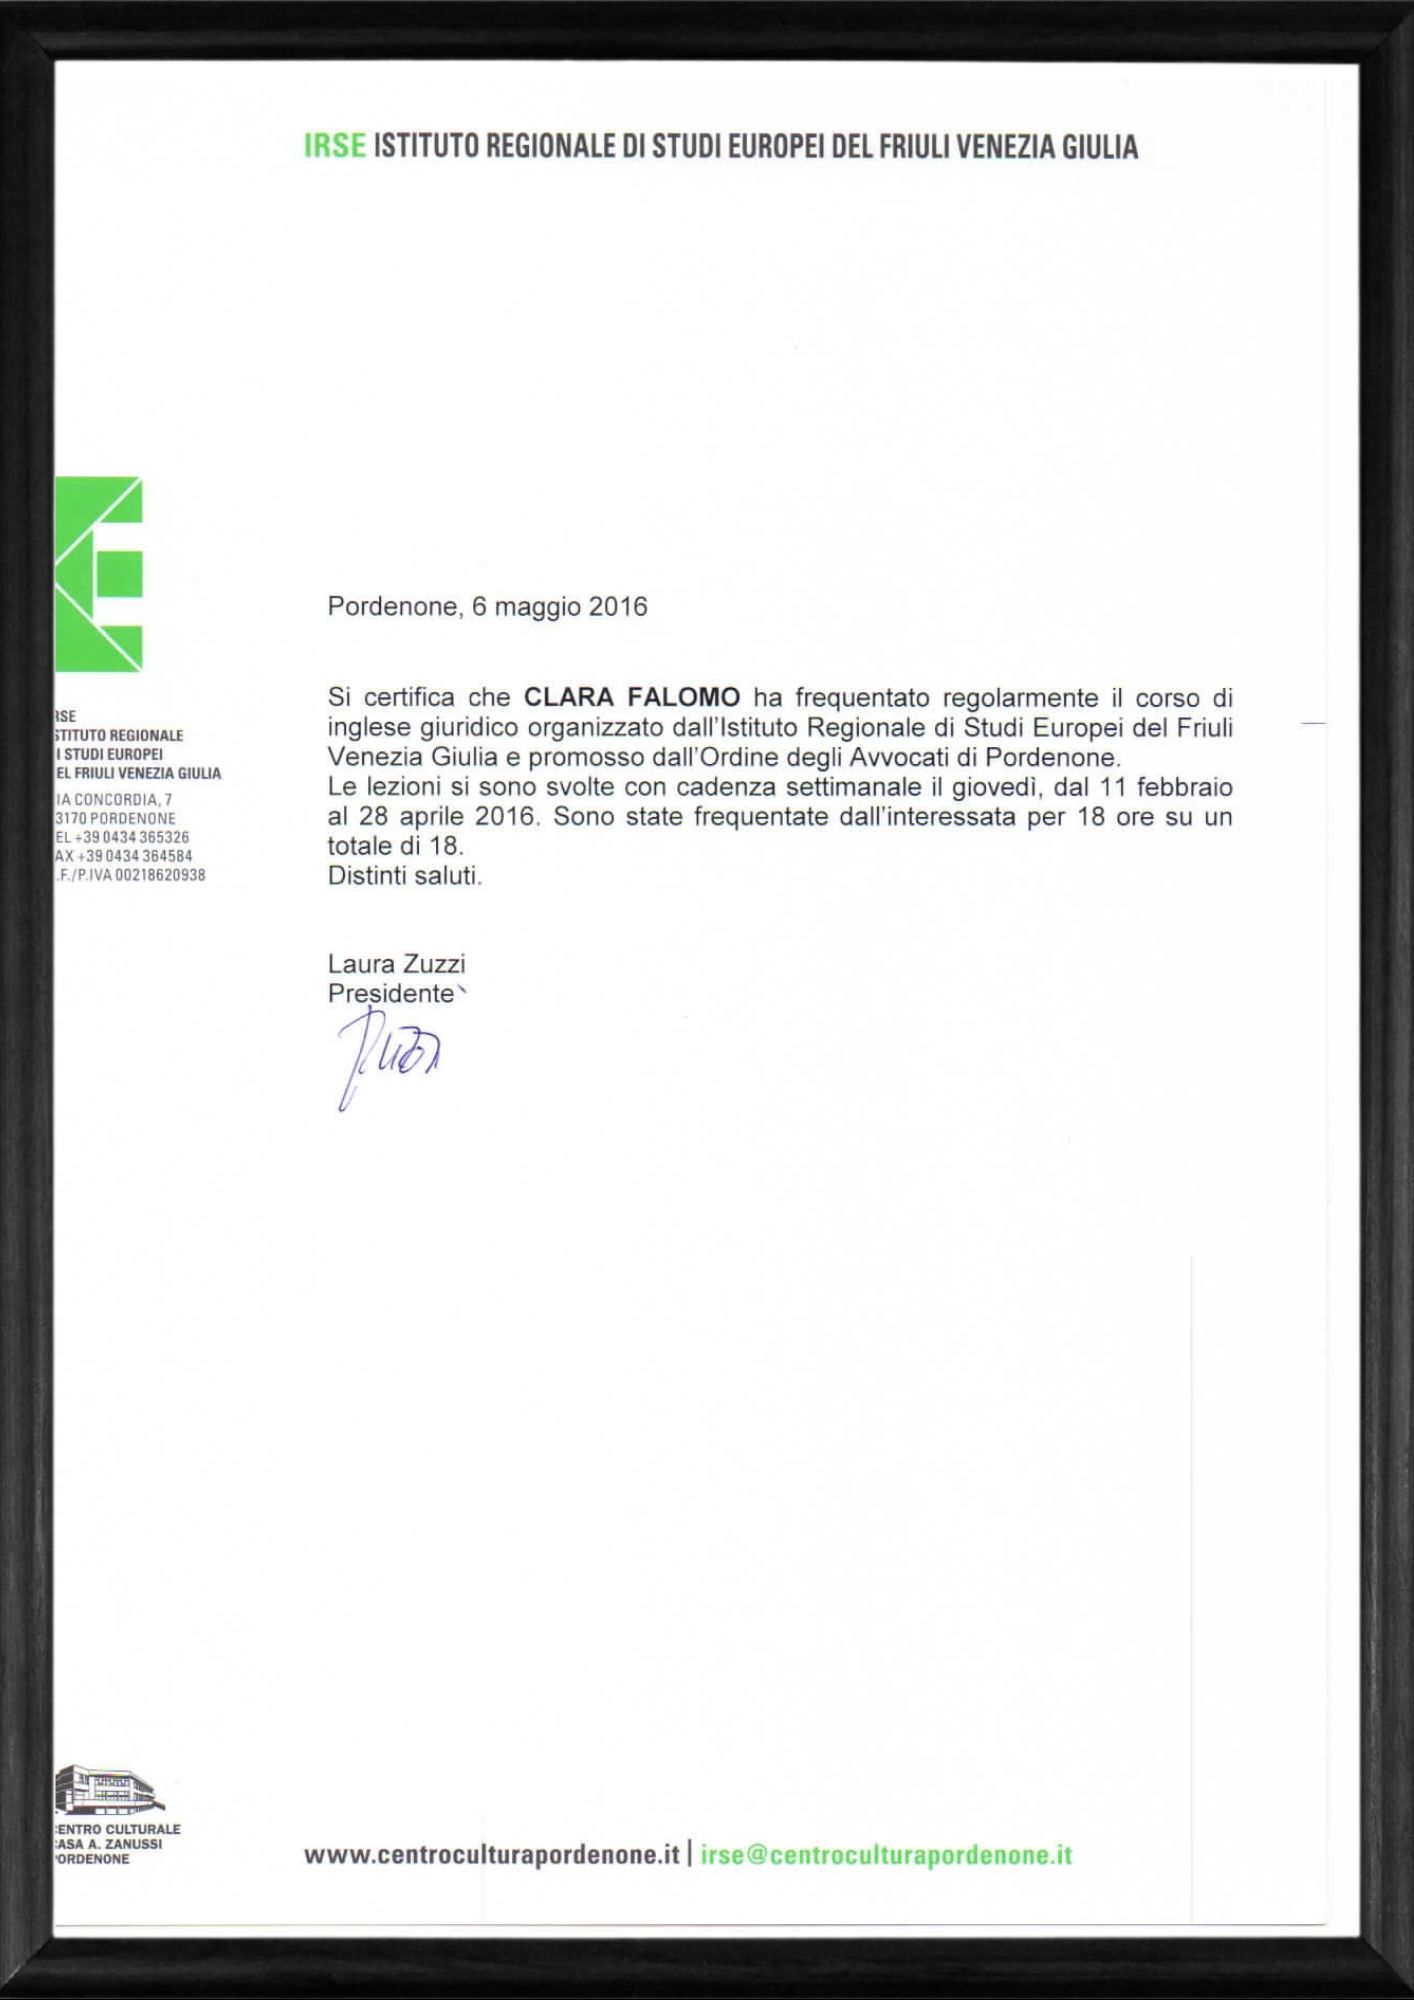 IRSE ISTITUTO REGIONALE DI STUDI EUROPEI DEL FRIULI VENEZIA GIULIA
Pordenone, 6 maggio 2016
Si certifica che CLARA FALOMO ha frequentato regolarmente il corso di
inglese giuridico organizzato dall'Istituto Regionale di Studi Europei del Friuli
Venezia Giulia e promosso dall'Ordine degli Avvocati di Pordenone.
Le lezioni si sono svolte con cadenza settimanale il giovedì, dal 11 febbraio
al 28 aprile 2016. Sono state frequentate dall'interessata per 18 ore su un
totale di 18.
Distinti saluti.
Laura Zuzzi
Presidente
RSE
STITUTO REGIONALE
I STUDI EUROPEI
EL FRIULI VENEZIA GIULIA
IA CONCORDIA, 7
3170 PORDENONE
EL +39 0434 365326
AX +39 0434 364584
.F./P.IVA 00218620938
ENTRO CULTURALE
ASA A. ZANUSSI
ORDENONE
www.centroculturapordenone.it | irse@centroculturapordenone.it